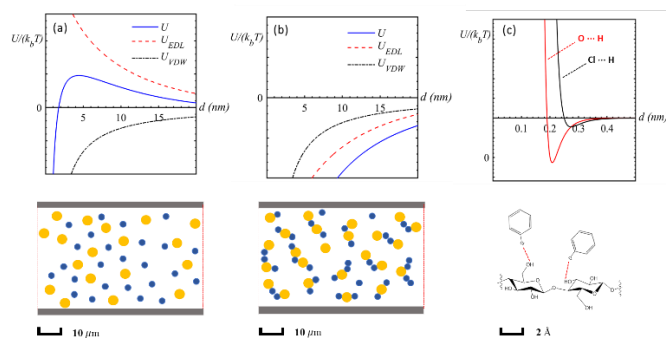 (a)
U/(k_bT)
U
U_EDL
U_VDW
0
5
10
15
d (nm)
(b)
U/(k_bT)
U
U_EDL
U_VDW
0
5
10
15
d (nm)
(c)
U/(k_bT)
O ··· H
Cl ··· H
d (nm)
0.1
0.2
0.3
0.4
0
10 μm
10 μm
2 Å